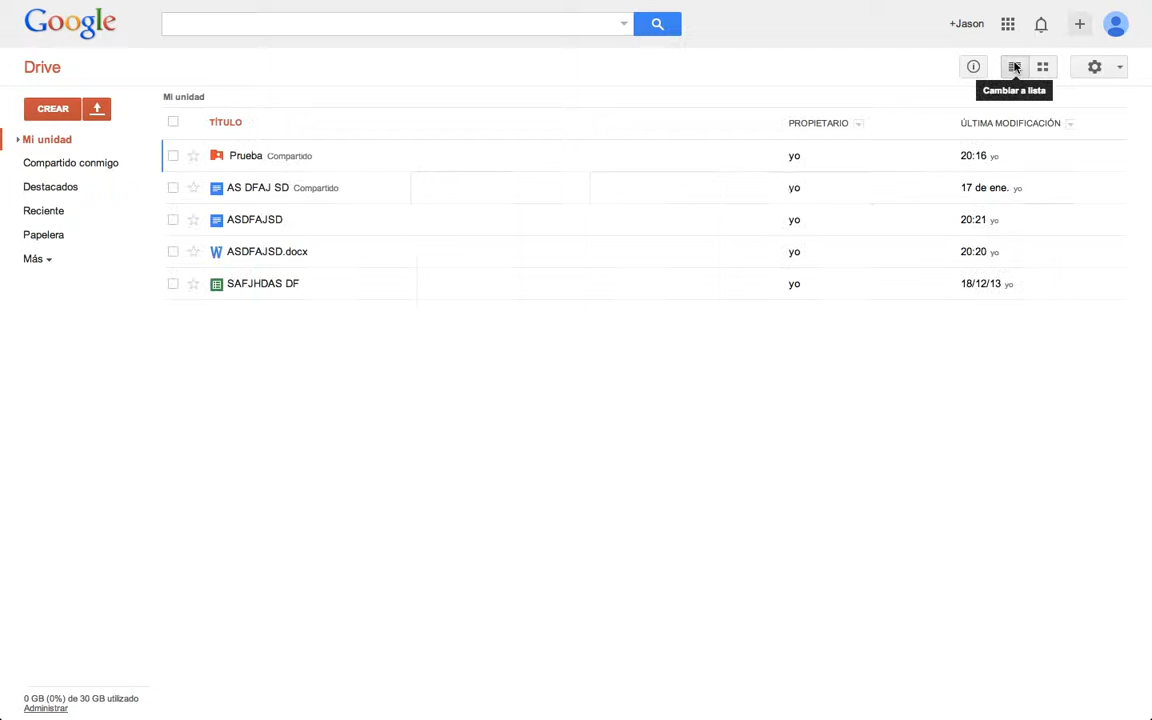 Google
+Jason
Drive
Cambiar a lista
CREAR
Mi unidad
Compartido conmigo
Destacados
Reciente
Papelera
Más
Mi unidad
TÍTULO PROPIETARIO ÚLTIMA MODIFICACIÓN
Prueba Compartido yo 20:16 yo
AS DFAJ SD Compartido yo 17 de ene. yo
ASDFAJSD yo 20:21 yo
ASDFAJSD.docx yo 20:20 yo
SAFJHDAS DF yo 18/12/13 yo
0 GB (0%) de 30 GB utilizado
Administrar